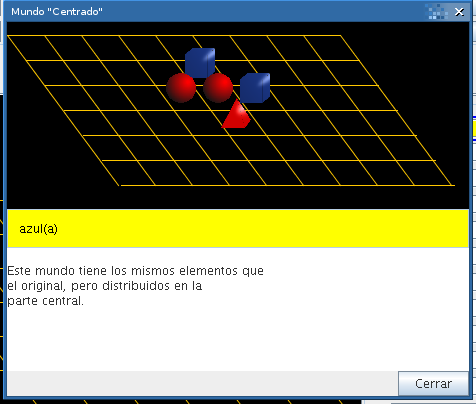 Mundo "Centrado"
azul(a)
Este mundo tiene los mismos elementos que
el original, pero distribuidos en la
parte central.
Cerrar